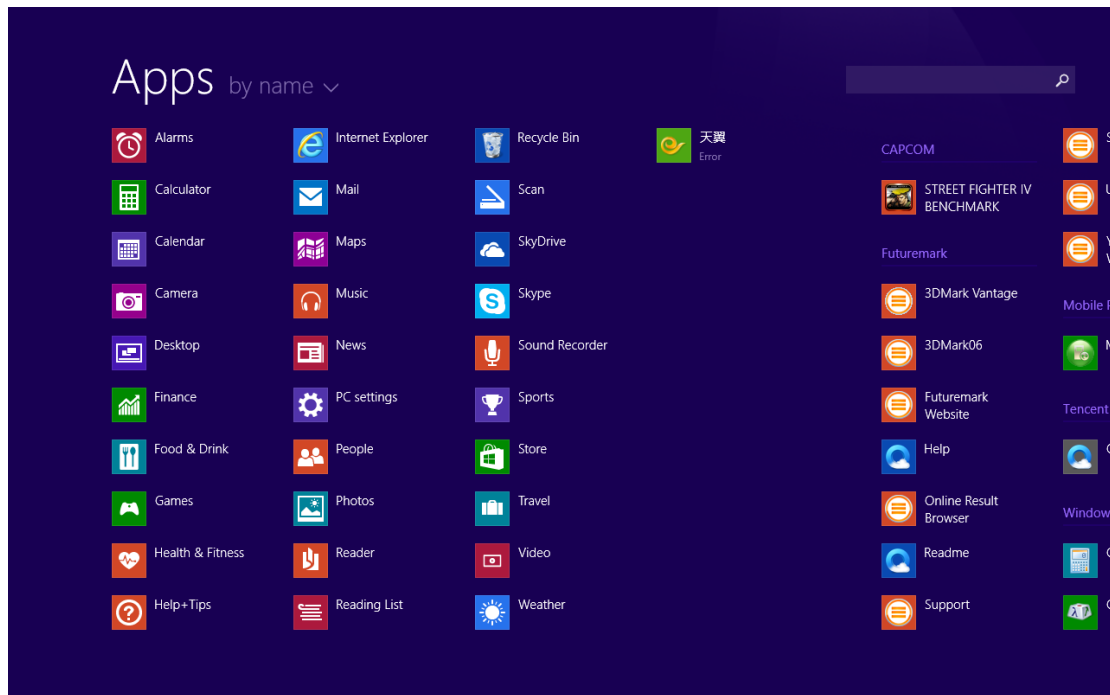 Apps by name
Alarms
Calculator
Calendar
Camera
Desktop
Finance
Food & Drink
Games
Health & Fitness
Help+Tips
Internet Explorer
Mail
Maps
Music
News
PC settings
People
Photos
Reader
Reading List
Recycle Bin
Scan
SkyDrive
Skype
Sound Recorder
Sports
Store
Travel
Video
Weather
天翼
Error
CAPCOM
STREET FIGHTER IV
BENCHMARK
Futuremark
3DMark Vantage
3DMark06
Futuremark
Website
Help
Online Result
Browser
Readme
Support
Mobile
Tencent
Window